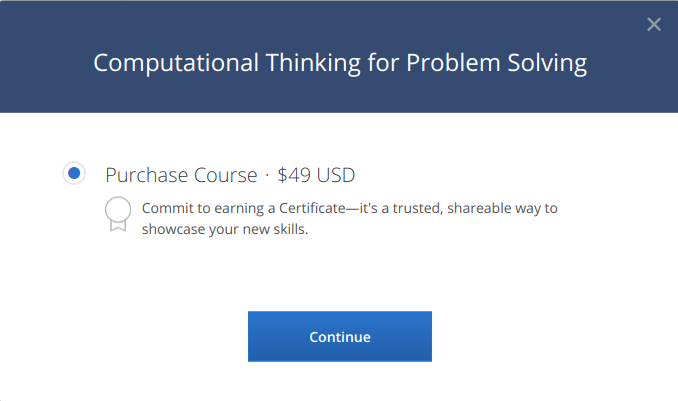 Computational Thinking for Problem Solving
Purchase Course · $49 USD
Commit to earning a Certificate—it's a trusted, shareable way to
showcase your new skills.
Continue